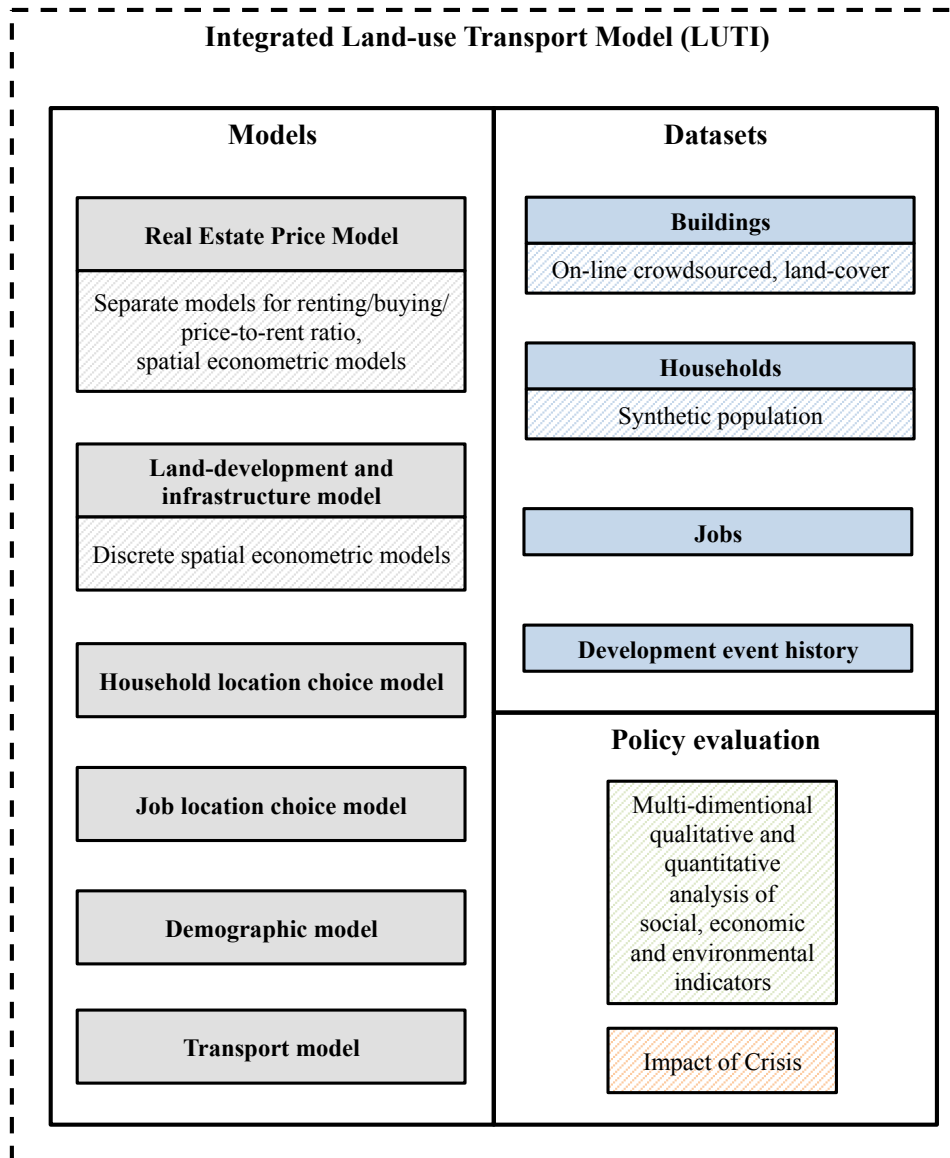 Integrated Land-use Transport Model (LUTI)
Models
Real Estate Price Model
Separate models for renting/buying/
price-to-rent ratio,
spatial econometric models
Land-development and
infrastructure model
Discrete spatial econometric models
Household location choice model
Job location choice model
Demographic model
Transport model
Datasets
Buildings
On-line crowdsourced, land-cover
Households
Synthetic population
Jobs
Development event history
Policy evaluation
Multi-dimentional
qualitative and
quantitative
analysis of
social, economic
and environmental
indicators
Impact of Crisis